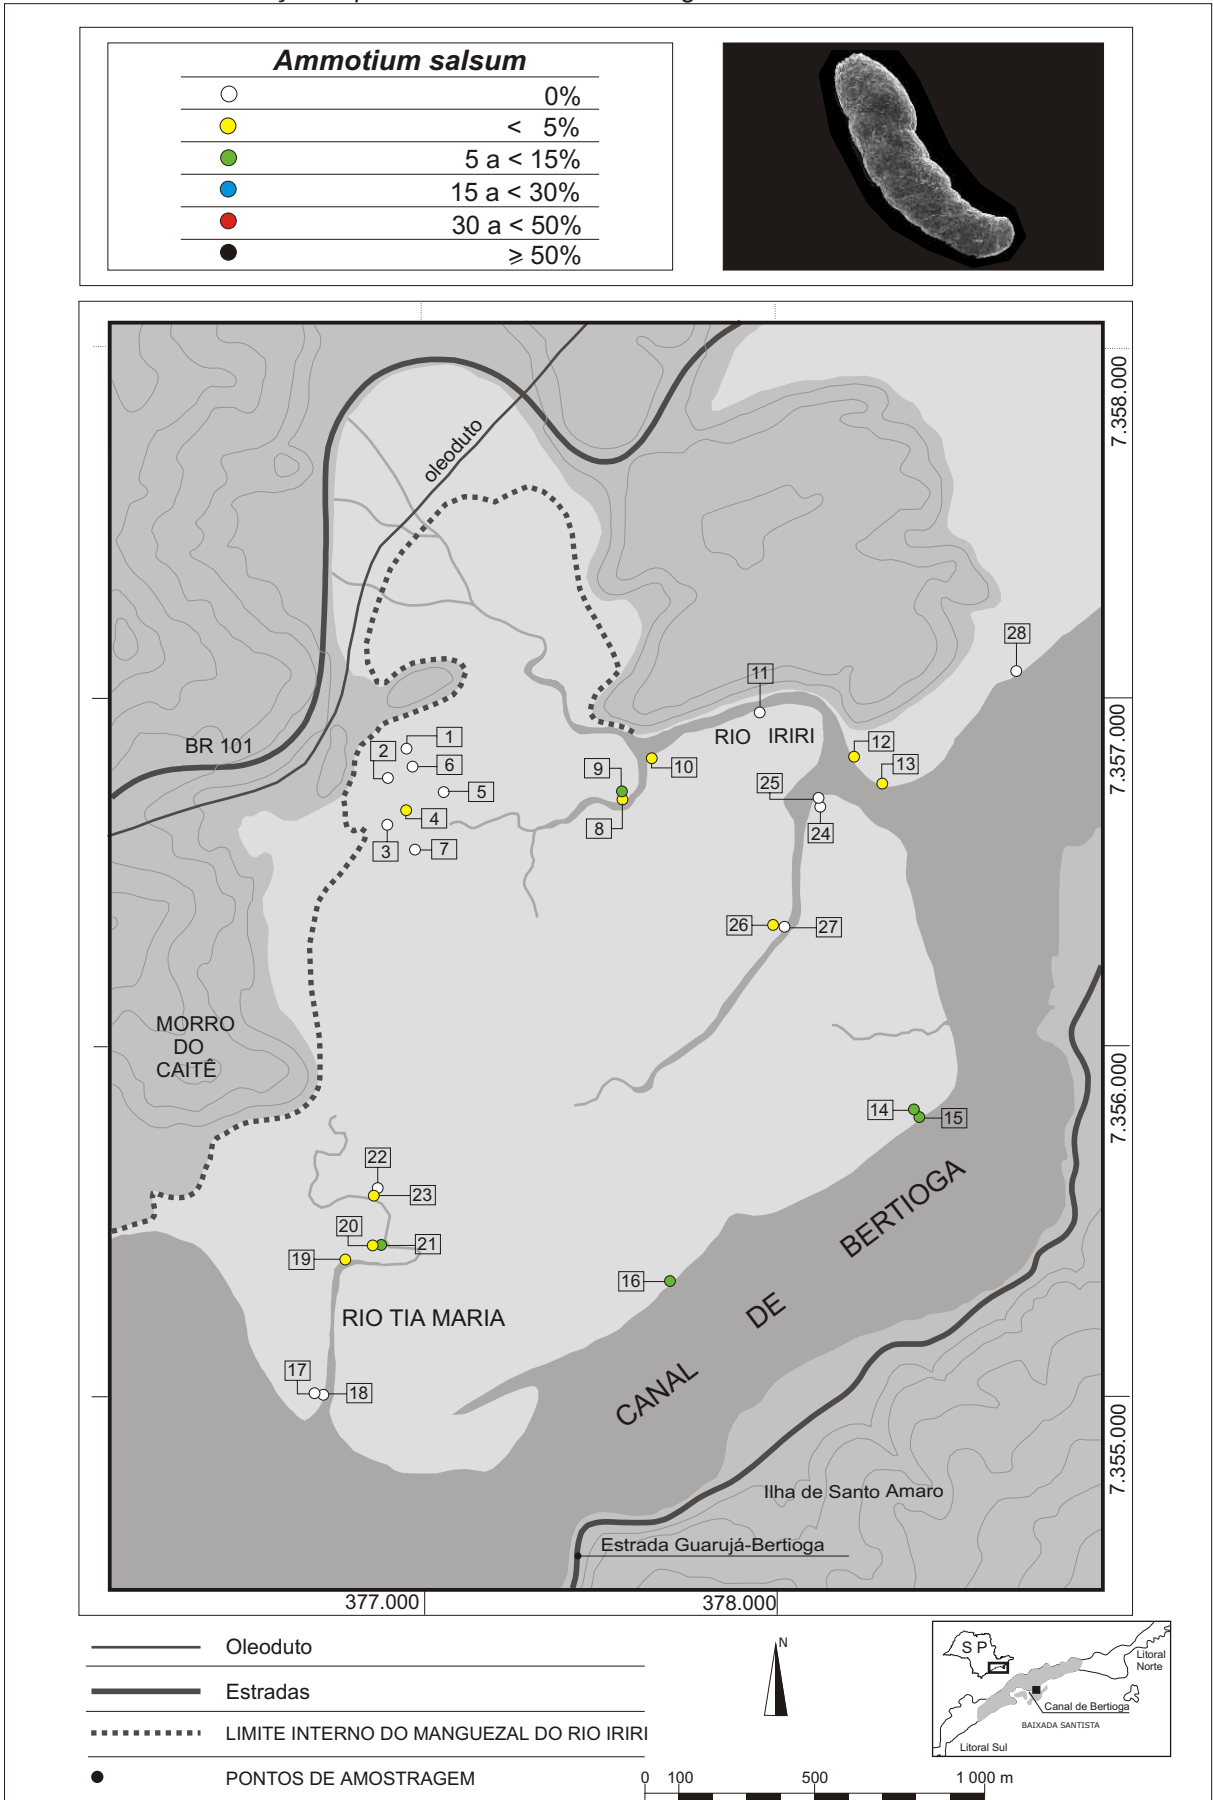 Ammotium salsum
0%
< 5%
5 a < 15%
15 a < 30%
30 a < 50%
⩾ 50%
7.358.000
oleoduto
28
11
BR 101
RIO IRIRI
7.357.000
1
2
6
12
13
9
10
25
5
4
8
24
3
7
26
27
MORRO
DO
CAITÊ
7.356.000
14
15
22
23
BERTIOGA
20
21
19
16
RIO TIA MARIA
DE
17
18
CANAL
7.355.000
Ilha de Santo Amaro
Estrada Guarujá-Bertioga
377.000
378.000
Oleoduto
Estradas
LIMITE INTERNO DO MANGUEZAL DO RIO IRIRI
PONTOS DE AMOSTRAGEM
N
0 100 500 1 000 m
S P
Litoral
Norte
Canal de Bertioga
BAIXADA SANTISTA
Litoral Sul